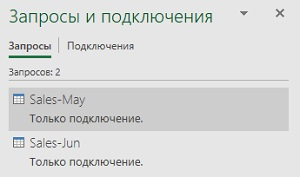 Запросы и подключения
Запросы | Подключения
Запросов: 2
Sales-May
Только подключение.
Sales-Jun
Только подключение.